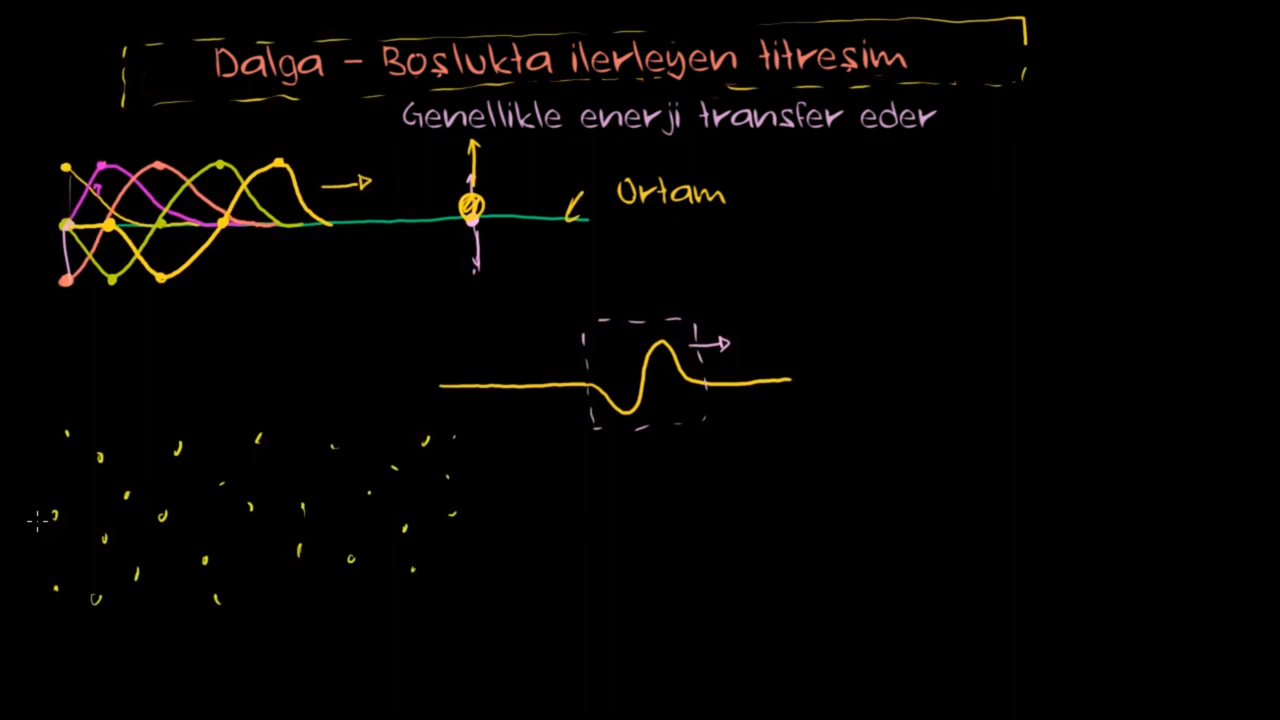 Dalga - Boşlukta ilerleyen titreşim
Genellikle enerji transfer eder
Ortam